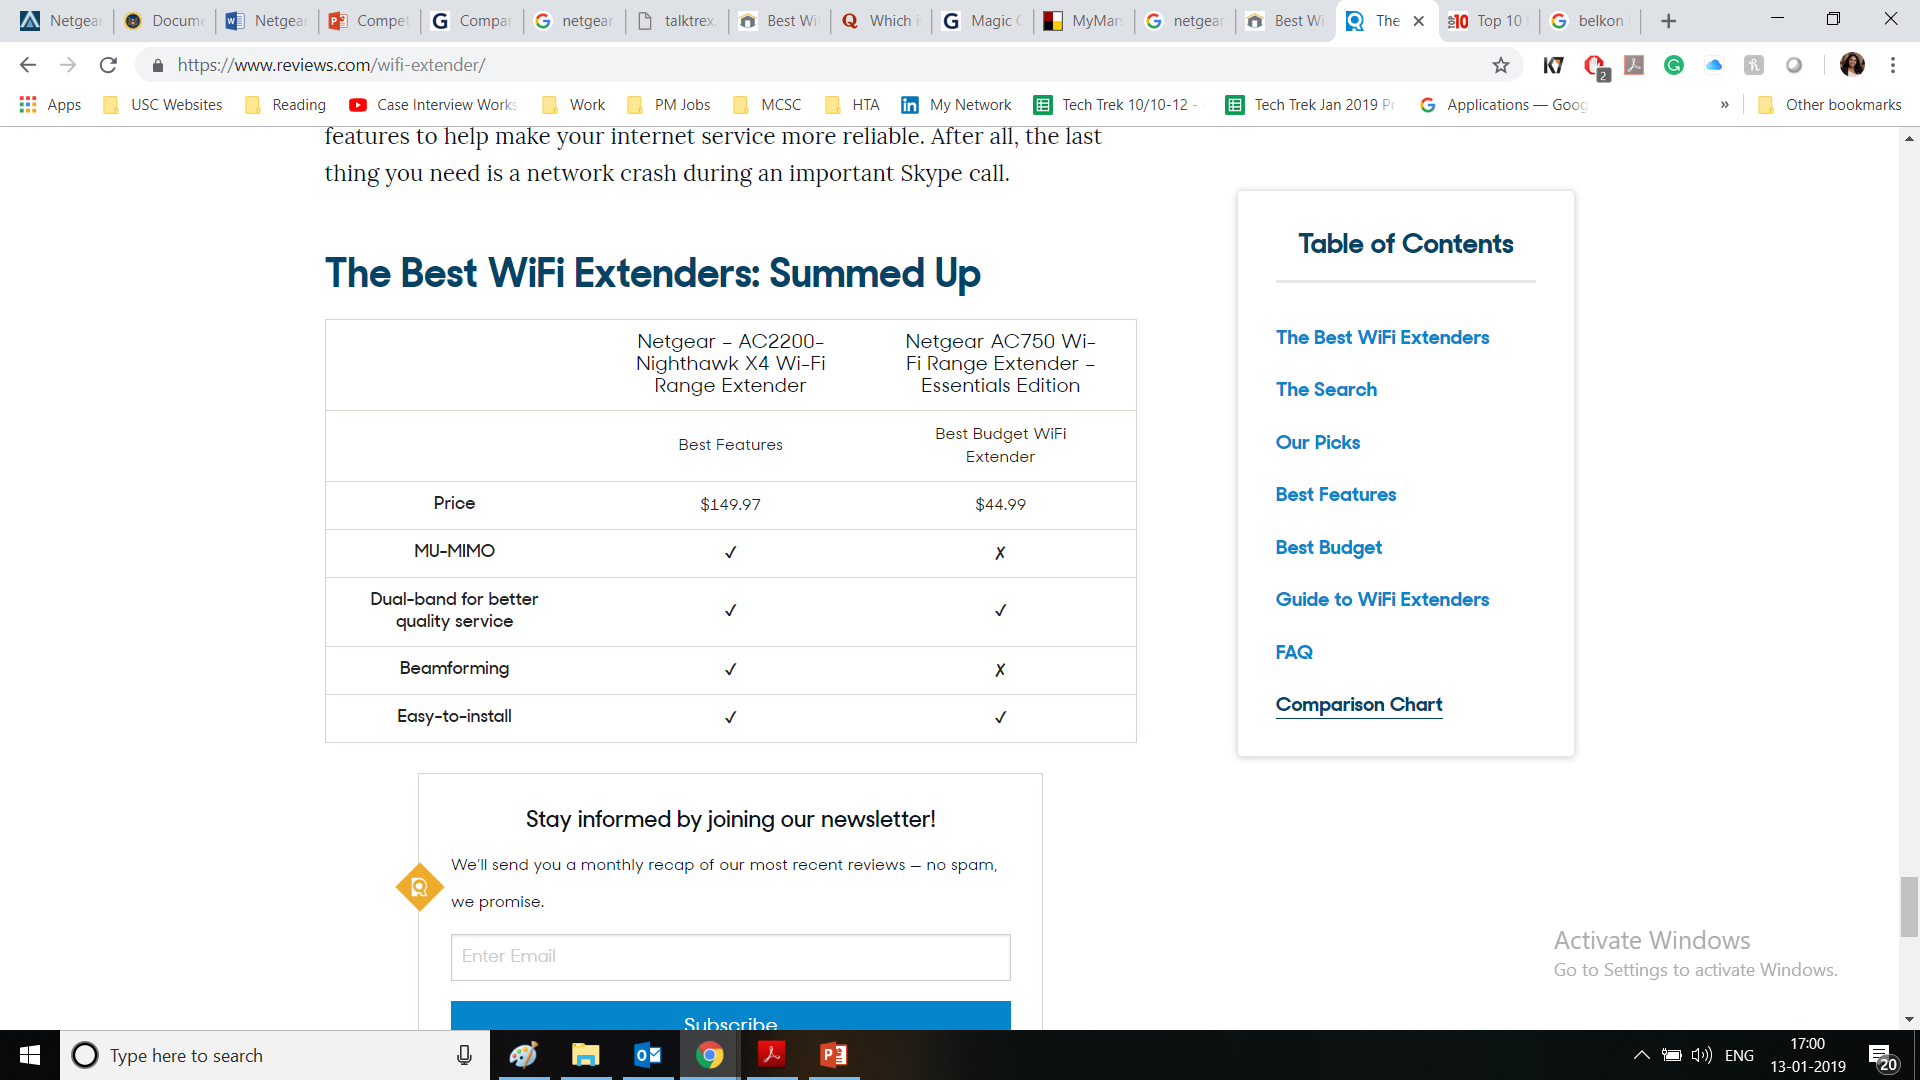 Netgear
Docume
Netgear
Compet
Compar
netgear
talktrex
Best Wi
Which i
Magic C
MyMars
netgear
Best Wi
The
Top 10
belkon
https://www.reviews.com/wifi-extender/
2
Apps
USC Websites
Reading
Case Interview Works
Work
PM Jobs
MCSC
HTA
My Network
Tech Trek 10/10-12 -
Tech Trek Jan 2019 Pr
Applications — Goog
»
Other bookmarks
features to help make your internet service more reliable. After all, the last
thing you need is a network crash during an important Skype call.
The Best WiFi Extenders: Summed Up
Netgear – AC2200-
Nighthawk X4 Wi-Fi
Range Extender
Netgear AC750 Wi-
Fi Range Extender –
Essentials Edition
Best Features
Best Budget WiFi
Extender
Price $149.97 $44.99
MU-MIMO ✓ ✗
Dual-band for better
quality service ✓ ✓
Beamforming ✓ ✗
Easy-to-install ✓ ✓
Stay informed by joining our newsletter!
We'll send you a monthly recap of our most recent reviews — no spam,
we promise.
Enter Email
Subscribe
Table of Contents
The Best WiFi Extenders
The Search
Our Picks
Best Features
Best Budget
Guide to WiFi Extenders
FAQ
Comparison Chart
Activate Windows
Go to Settings to activate Windows.
Type here to search
ENG
17:00
13-01-2019
20